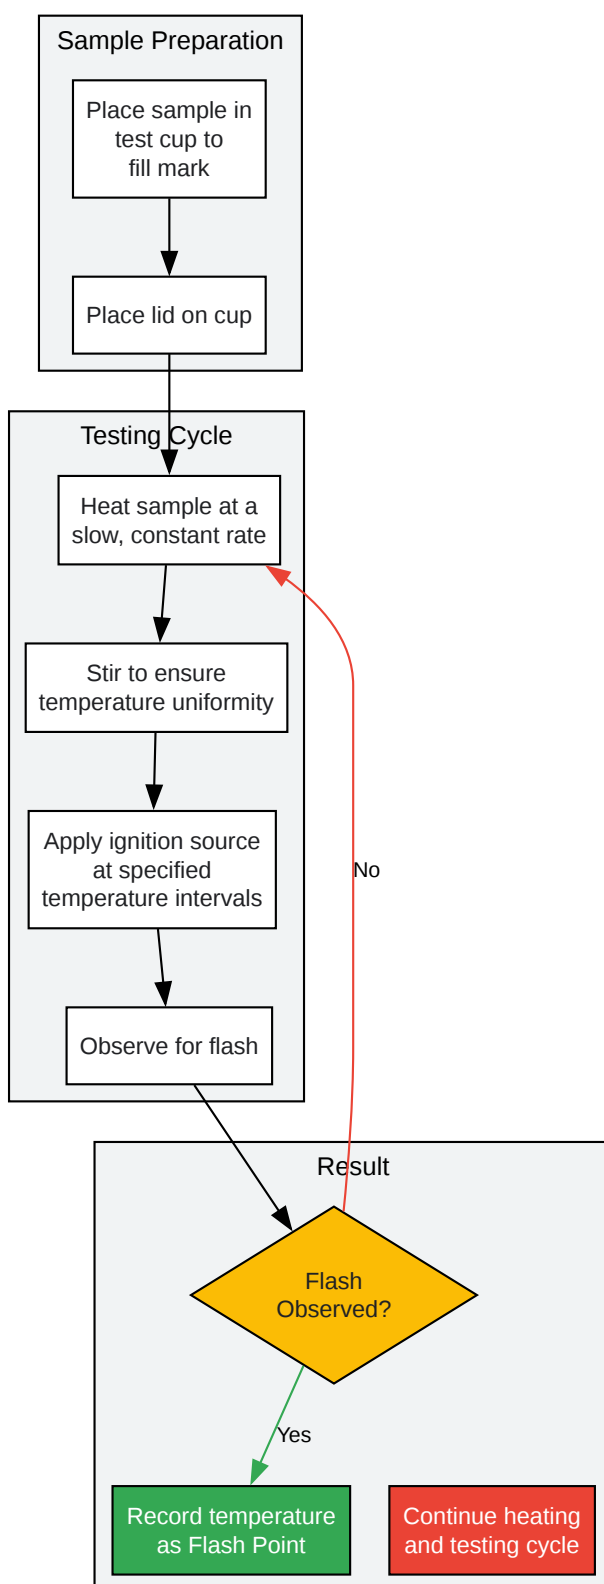 Sample Preparation
Place sample in
test cup to
fill mark
Place lid on cup
Testing Cycle
Heat sample at a
slow, constant rate
Stir to ensure
temperature uniformity
Apply ignition source
at specified
temperature intervals
No
Observe for flash
Result
Flash
Observed?
Yes
Record temperature
as Flash Point
Continue heating
and testing cycle